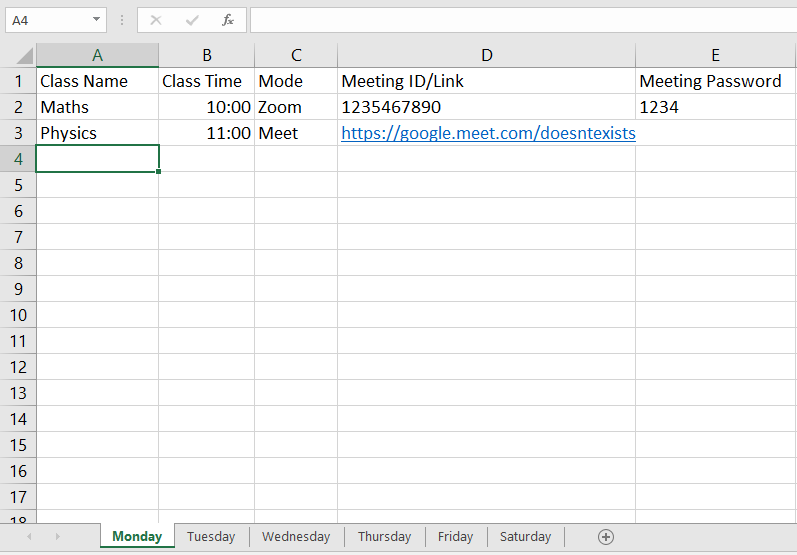 A4 fx
A B C D E
1 Class Name Class Time Mode Meeting ID/Link Meeting Password
2 Maths 10:00 Zoom 1235467890 1234
3 Physics 11:00 Meet https://google.meet.com/doesntexists
4
5
6
7
8
9
10
11
12
13
14
15
16
17
18
Monday Tuesday Wednesday Thursday Friday Saturday